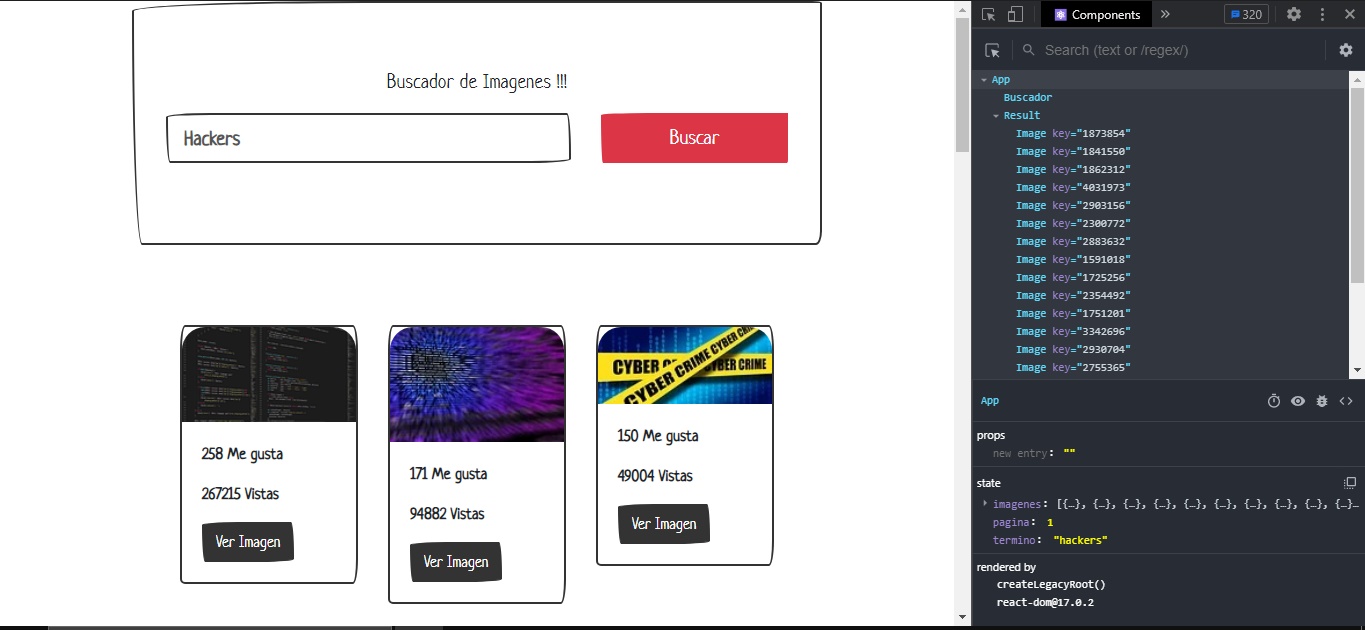 Buscador de Imagenes !!!
Hackers
Buscar
CYBER CRIME
CYBER CRIME CYBER CRIM
258 Me gusta
267215 Vistas
Ver Imagen
171 Me gusta
94882 Vistas
Ver Imagen
150 Me gusta
49004 Vistas
Ver Imagen
Components
320
Search (text or /regex/)
App
Buscador
Result
Image key="1873854"
Image key="1841550"
Image key="1862312"
Image key="4031973"
Image key="2903156"
Image key="2300772"
Image key="2883632"
Image key="1591018"
Image key="1725256"
Image key="2354492"
Image key="1751201"
Image key="3342696"
Image key="2930704"
Image key="2755365"
App
props
new entry: ""
state
imagenes: [{…}, {…}, {…}, {…}, {…}, {…}, {…}, {…}, {…}, {…}…
pagina: 1
termino: "hackers"
rendered by
createLegacyRoot()
react-dom@17.0.2